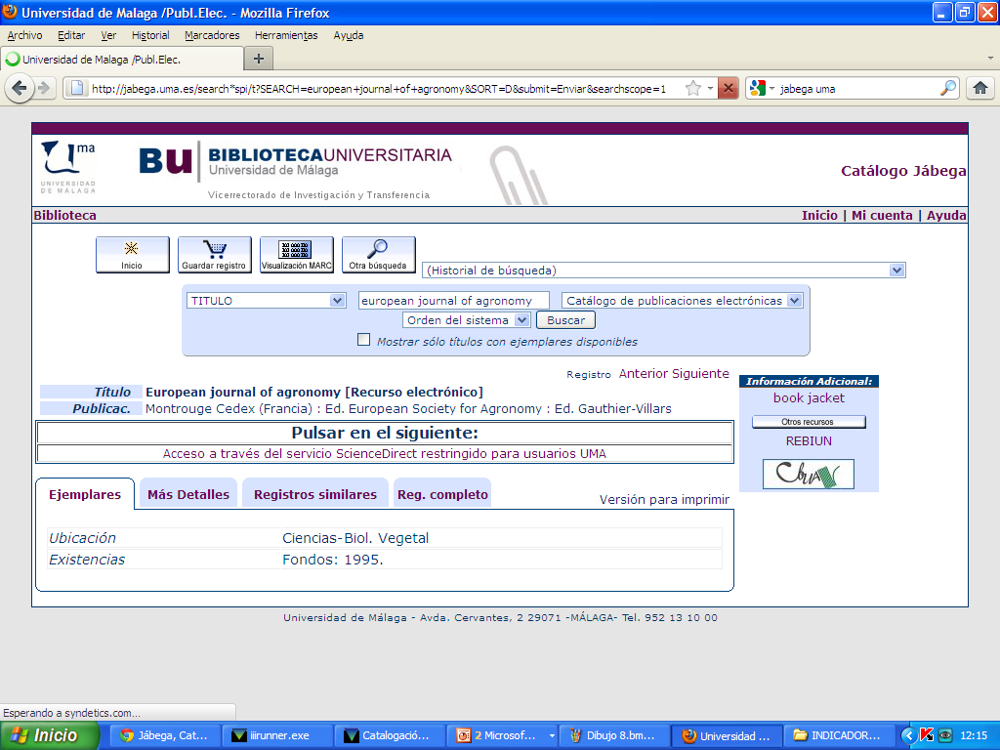 Universidad de Malaga /Publ.Elec. - Mozilla Firefox
Archivo Editar Ver Historial Marcadores Herramientas Ayuda
Universidad de Malaga /Publ.Elec.
http://jabega.uma.es/search*spi/t?SEARCH=european+journal+of+agronomy&SORT=D&submit=Enviar&searchscope=1
jabega uma
uma
UNIVERSIDAD
DE MÁLAGA
Bu
BIBLIOTECAUNIVERSITARIA
Universidad de Málaga
Vicerrectorado de Investigación y Transferencia
Catálogo Jábega
Biblioteca
Inicio | Mi cuenta | Ayuda
Inicio
Guardar registro
Visualización MARC
Otra búsqueda
(Historial de búsqueda)
TITULO
european journal of agronomy
Catálogo de publicaciones electrónicas
Orden del sistema
Buscar
Mostrar sólo títulos con ejemplares disponibles
Registro Anterior Siguiente
Título European journal of agronomy [Recurso electrónico]
Publicac. Montrouge Cedex (Francia) : Ed. European Society for Agronomy : Ed. Gauthier-Villars
Pulsar en el siguiente:
Acceso a través del servicio ScienceDirect restringido para usuarios UMA
Información Adicional:
book jacket
Otros recursos
REBIUN
CBUA
Ejemplares
Más Detalles
Registros similares
Reg. completo
Versión para imprimir
Ubicación Ciencias-Biol. Vegetal
Existencias Fondos: 1995.
Universidad de Málaga - Avda. Cervantes, 2 29071 -MÁLAGA- Tel. 952 13 10 00
Esperando a syndetics.com...
Inicio
Jábega, Cat...
iiirunner.exe
Catalogació...
2 Microsof...
Dibujo 8.bm...
Universidad ...
INDICADOR...
12:15